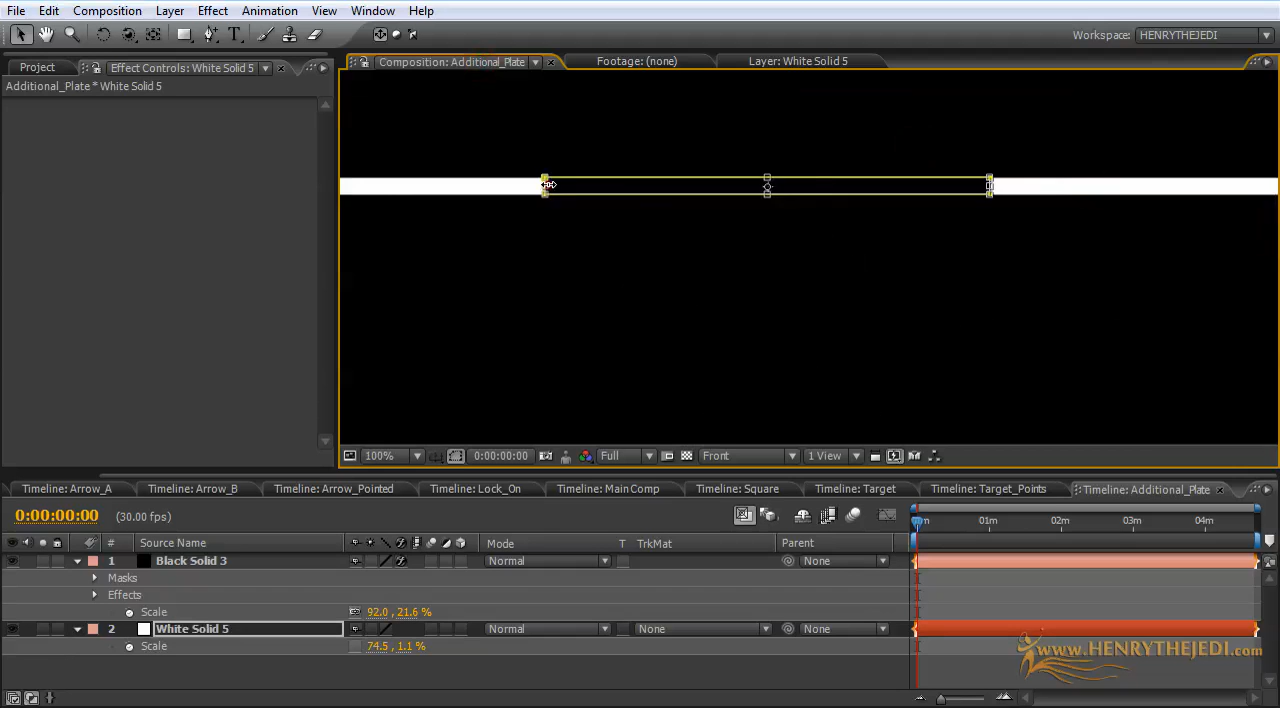 File Edit Composition Layer Effect Animation View Window Help
Workspace: HENRYTHEJEDI
Project Effect Controls: White Solid 5
Composition: Additional_Plate Footage: (none) Layer: White Solid 5
Additional_Plate * White Solid 5
100% 0:00:00:00 Full Front 1 View
Timeline: Arrow_A Timeline: Arrow_B Timeline: Arrow_Pointed Timeline: Lock_On Timeline: Main Comp Timeline: Square Timeline: Target Timeline: Target_Points Timeline: Additional_Plate
0:00:00:00 (30.00 fps)
01m 02m 03m 04m
# Source Name Mode T TrkMat Parent
1 Black Solid 3 Normal None
Masks
Effects
Scale 92.0, 21.6 %
2 White Solid 5 Normal None None
Scale 74.5, 1.1 %
www.HENRYTHEJEDI.com